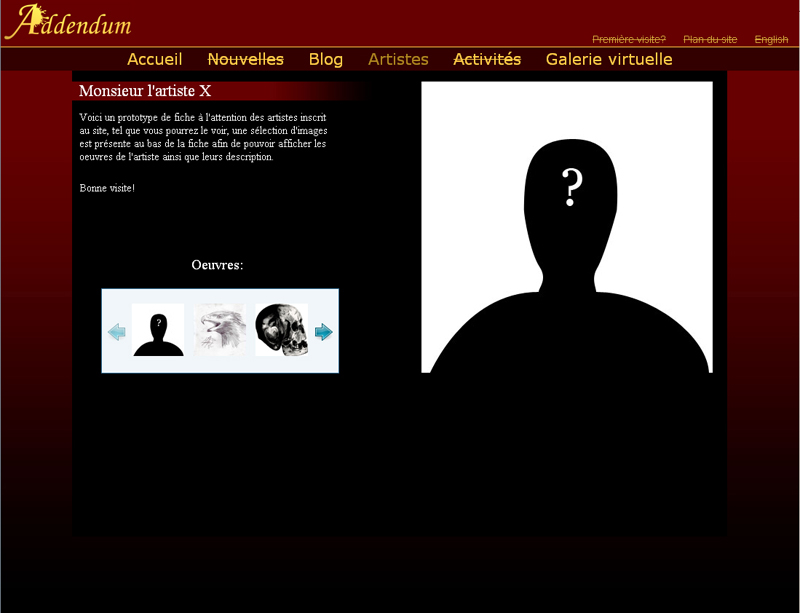 Addendum
Première visite? Plan du site English
Accueil Nouvelles Blog Artistes Activités Galerie virtuelle
Monsieur l'artiste X
Voici un prototype de fiche à l'attention des artistes inscrit
au site, tel que vous pourrez le voir, une sélection d'images
est présente au bas de la fiche afin de pouvoir afficher les
oeuvres de l'artiste ainsi que leurs description.
Bonne visite!
?
Oeuvres:
?